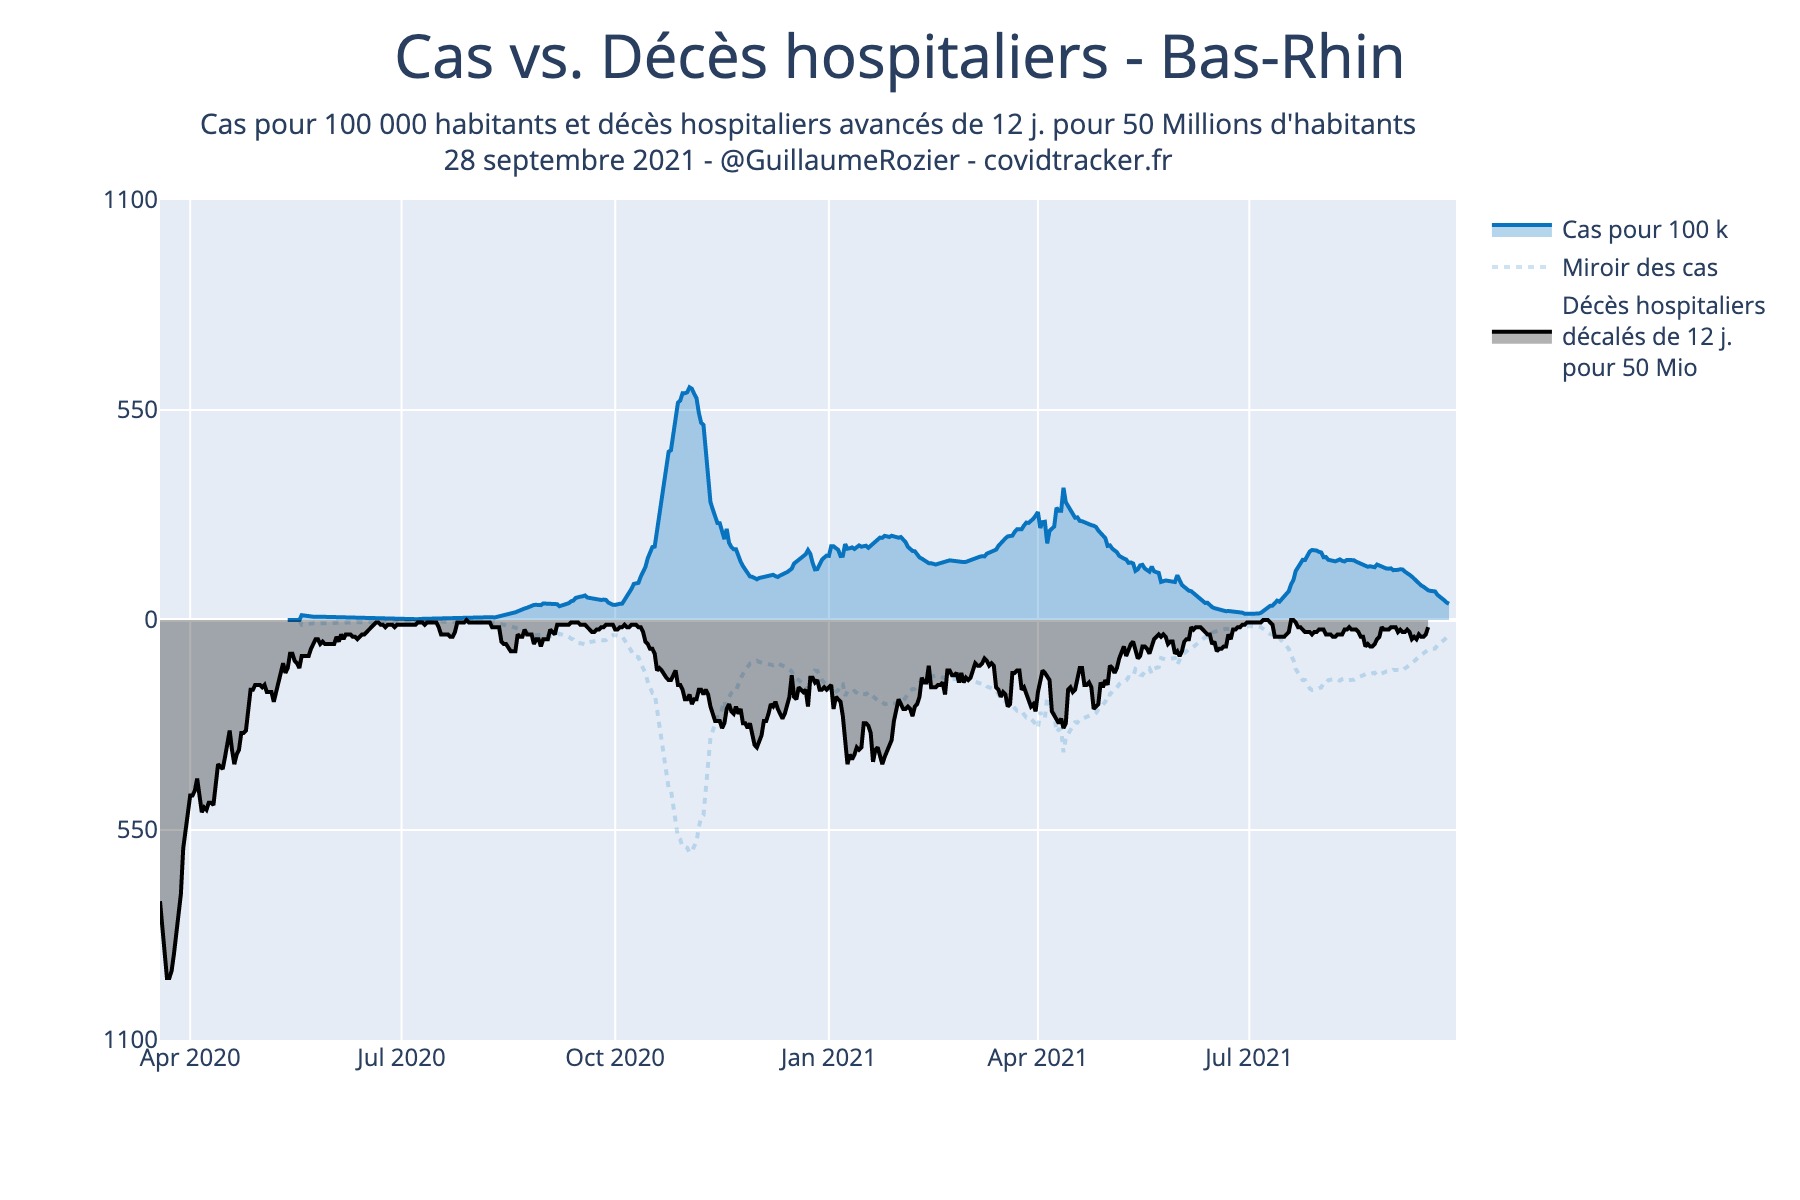 Cas vs. Décès hospitaliers - Bas-Rhin
Cas pour 100 000 habitants et décès hospitaliers avancés de 12 j. pour 50 Millions d'habitants
28 septembre 2021 - @GuillaumeRozier - covidtracker.fr
1100
550
0
550
1100
Apr 2020
Jul 2020
Oct 2020
Jan 2021
Apr 2021
Jul 2021
Cas pour 100 k
Miroir des cas
Décès hospitaliers
décalés de 12 j.
pour 50 Mio